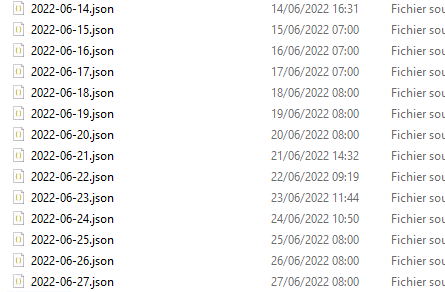 2022-06-14.json 14/06/2022 16:31 Fichier sou
2022-06-15.json 15/06/2022 07:00 Fichier sou
2022-06-16.json 16/06/2022 07:00 Fichier sou
2022-06-17.json 17/06/2022 07:00 Fichier sou
2022-06-18.json 18/06/2022 08:00 Fichier sou
2022-06-19.json 19/06/2022 08:00 Fichier sou
2022-06-20.json 20/06/2022 08:00 Fichier sou
2022-06-21.json 21/06/2022 14:32 Fichier sou
2022-06-22.json 22/06/2022 09:19 Fichier sou
2022-06-23.json 23/06/2022 11:44 Fichier sou
2022-06-24.json 24/06/2022 10:50 Fichier sou
2022-06-25.json 25/06/2022 08:00 Fichier sou
2022-06-26.json 26/06/2022 08:00 Fichier sou
2022-06-27.json 27/06/2022 08:00 Fichier sou